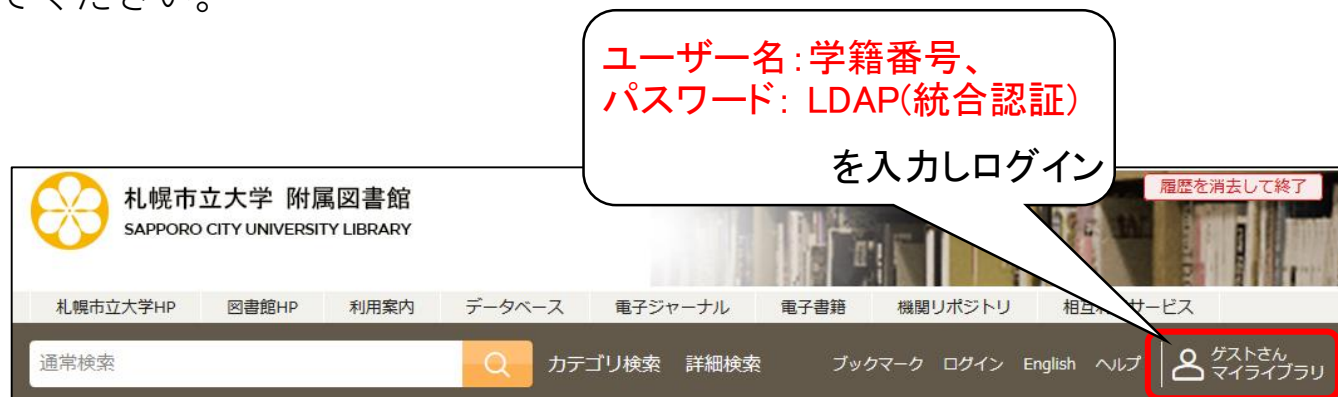 てください。
ユーザー名：学籍番号、
パスワード： LDAP(統合認証)
を入力しログイン
札幌市立大学 附属図書館
SAPPORO CITY UNIVERSITY LIBRARY
履歴を消去して終了
札幌市立大学HP 図書館HP 利用案内 データベース 電子ジャーナル 電子書籍 機関リポジトリ 相互 サービス
通常検索 カテゴリ検索 詳細検索 ブックマーク ログイン English ヘルプ ゲストさん
マイライブラリ